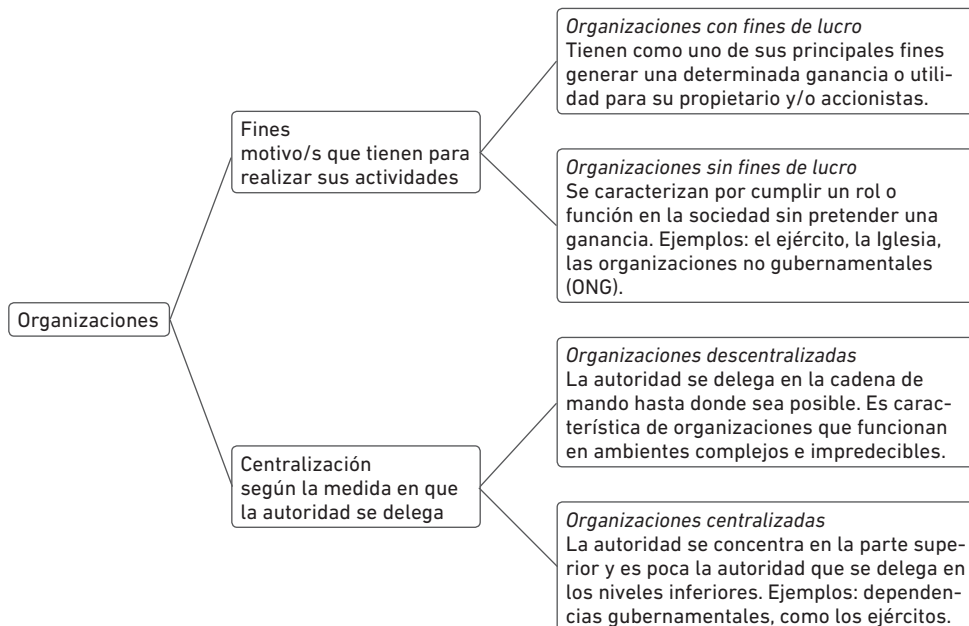 Organizaciones
Fines
motivo/s que tienen para
realizar sus actividades
Organizaciones con fines de lucro
Tienen como uno de sus principales fines
generar una determinada ganancia o utili-
dad para su propietario y/o accionistas.
Organizaciones sin fines de lucro
Se caracterizan por cumplir un rol o
función en la sociedad sin pretender una
ganancia. Ejemplos: el ejército, la Iglesia,
las organizaciones no gubernamentales
(ONG).
Centralización
según la medida en que
la autoridad se delega
Organizaciones descentralizadas
La autoridad se delega en la cadena de
mando hasta donde sea posible. Es carac-
terística de organizaciones que funcionan
en ambientes complejos e impredecibles.
Organizaciones centralizadas
La autoridad se concentra en la parte supe-
rior y es poca la autoridad que se delega en
los niveles inferiores. Ejemplos: dependen-
cias gubernamentales, como los ejércitos.